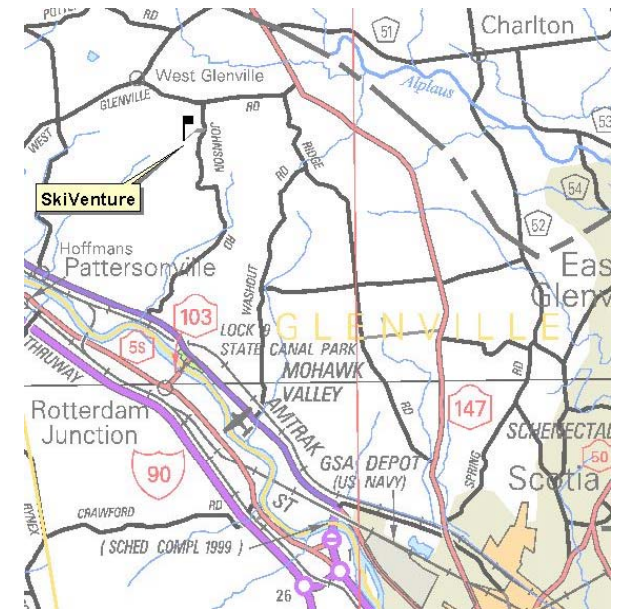 RD
51
Charlton
West Glenville
Alplaus
GLENVILLE
RD
WEST
JOHNSON
RD
RIDGE
RD
53
54
52
SkiVenture
Hoffmans
Pattersonville
East
Glenv
WASHOUT
103
5S
LOCK 9
STATE CANAL PARK
GLENVILLE
MOHAWK
VALLEY
THRUWAY
RD
RD
147
AMTRAK
Rotterdam
Junction
SCHENECTAL
50
GSA DEPOT
(US NAVY)
SPRING
Scotia
90
ST
CRAWFORD
RD
RYNEX
( SCHED COMPL 1999 )
26